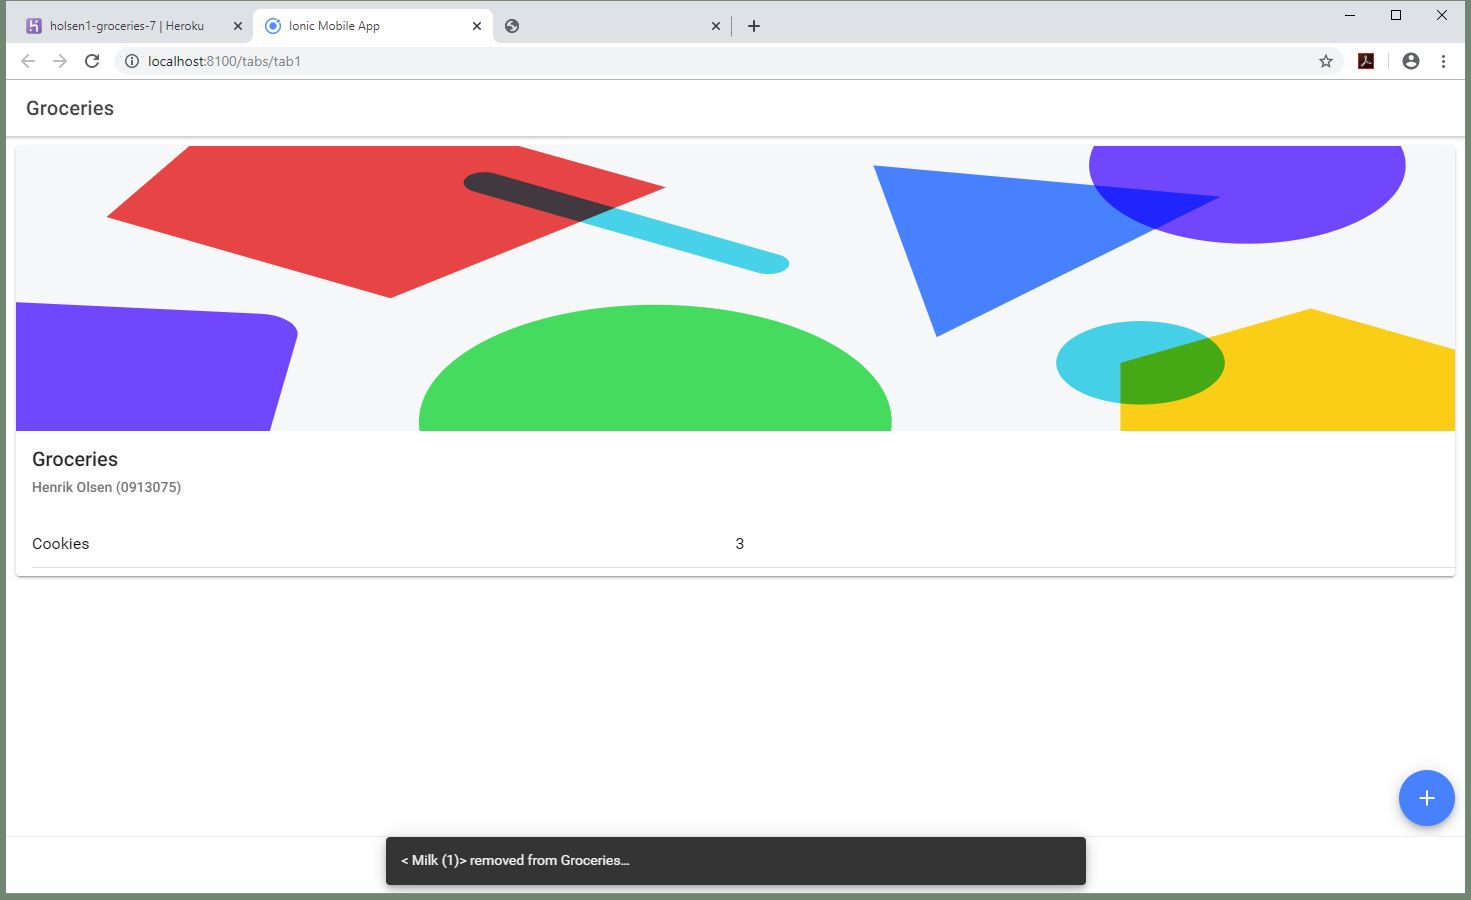 holsen1-groceries-7 | Heroku
Ionic Mobile App
localhost:8100/tabs/tab1
Groceries
Groceries
Henrik Olsen (0913075)
Cookies 3
< Milk (1)> removed from Groceries...